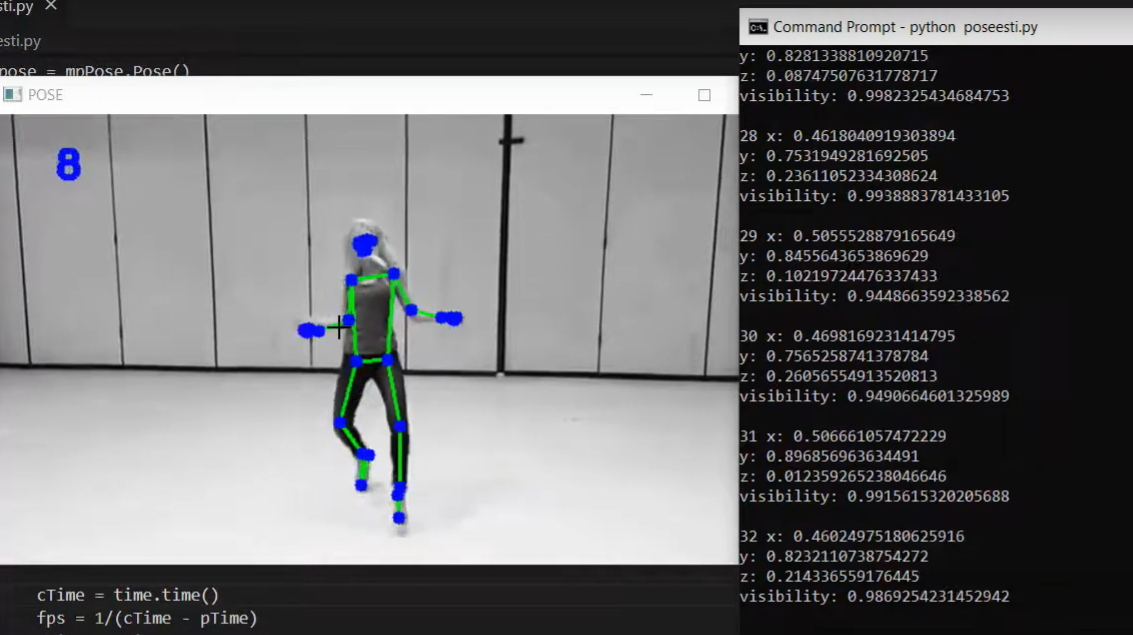 sti.py ×
esti.py
pose = mpPose.Pose()
POSE
8
cTime = time.time()
fps = 1/(cTime - pTime)
Command Prompt - python poseesti.py
y: 0.8281338810920715
z: 0.08747507631778717
visibility: 0.9982325434684753
28 x: 0.4618040919303894
y: 0.7531949281692505
z: 0.23611052334308624
visibility: 0.9938883781433105
29 x: 0.5055528879165649
y: 0.8455643653869629
z: 0.10219724476337433
visibility: 0.9448663592338562
30 x: 0.4698169231414795
y: 0.7565258741378784
z: 0.26056554913520813
visibility: 0.9490664601325989
31 x: 0.506661057472229
y: 0.896856963634491
z: 0.012359265238046646
visibility: 0.9915615320205688
32 x: 0.46024975180625916
y: 0.8232110738754272
z: 0.214336559176445
visibility: 0.9869254231452942